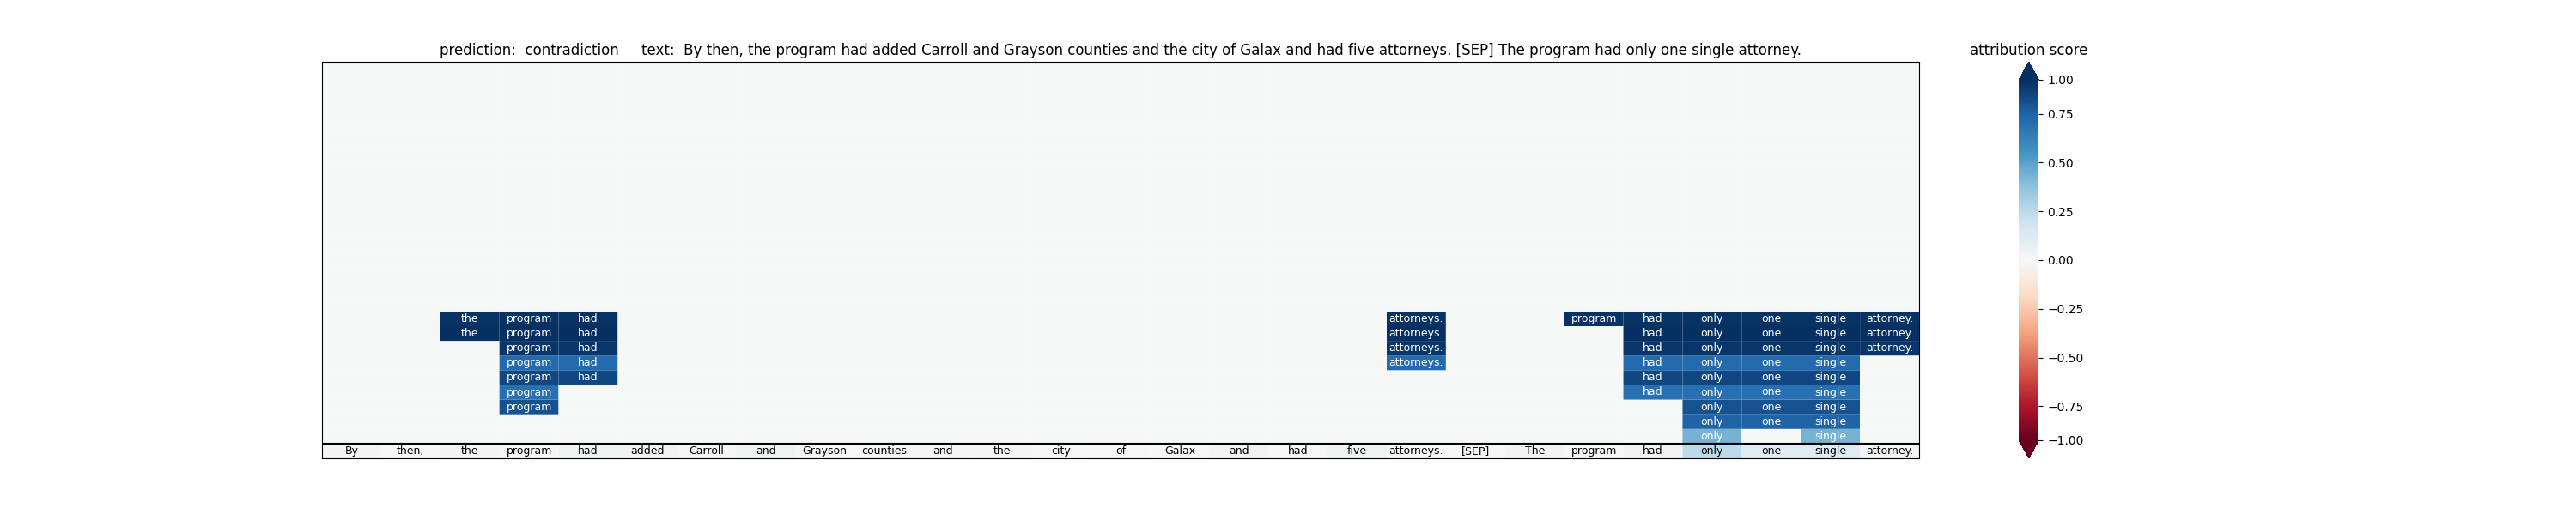 prediction:  contradiction     text:  By then, the program had added Carroll and Grayson counties and the city of Galax and had five attorneys. [SEP] The program had only one single attorney.
attribution score
1.00
0.75
0.50
0.25
0.00
−0.25
−0.50
−0.75
−1.00
the program had attorneys. program had only one single attorney.
the program had attorneys. had only one single attorney.
program had attorneys. had only one single attorney.
program had attorneys. had only one single
program had had only one single
program had only one single
program only one single
only one single
only single
By then, the program had added Carroll and Grayson counties and the city of Galax and had five attorneys. [SEP] The program had only one single attorney.